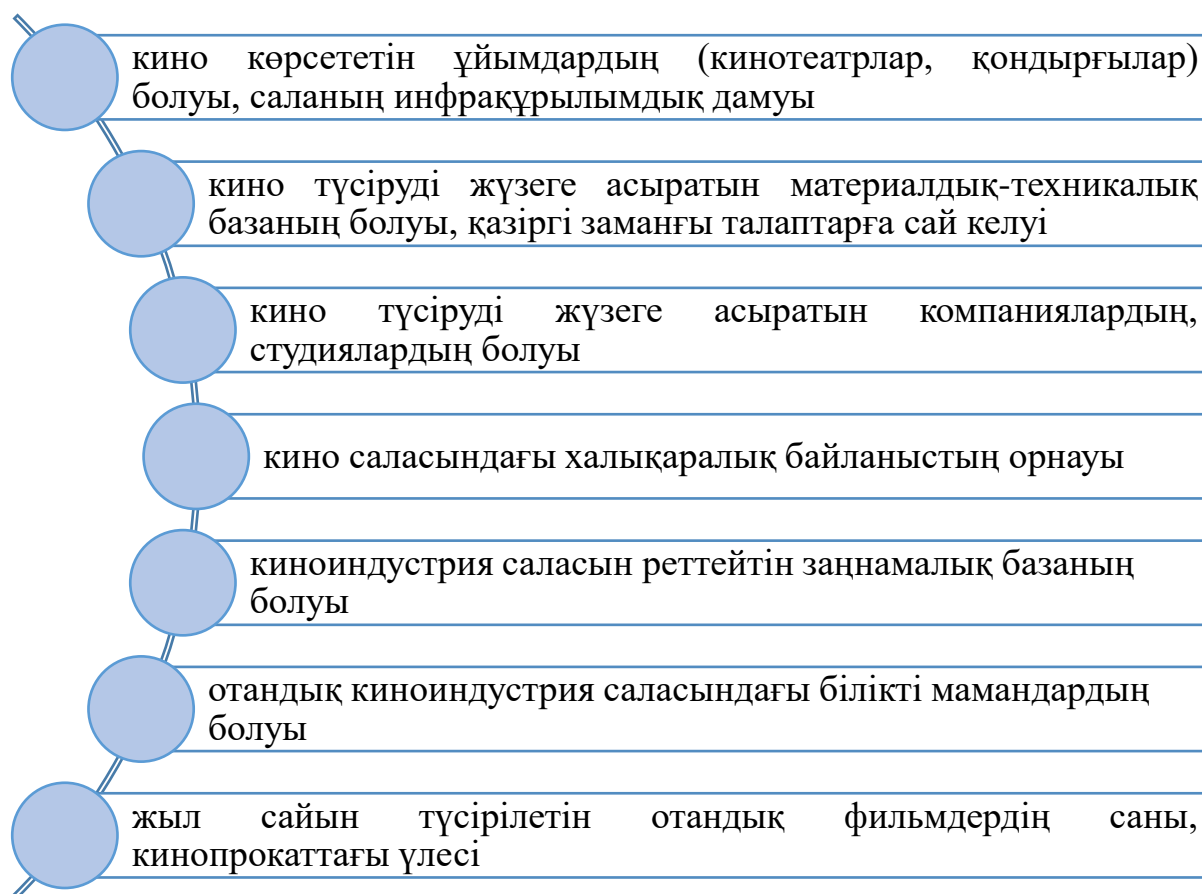 кино көрсететін ұйымдардың (кинотеатрлар, қондырғылар)
болуы, саланың инфрақұрылымдық дамуы
кино түсіруді жүзеге асыратын материалдық-техникалық
базаның болуы, қазіргі заманғы талаптарға сай келуі
кино түсіруді жүзеге асыратын компаниялардың,
студиялардың болуы
кино саласындағы халықаралық байланыстың орнауы
киноиндустрия саласын реттейтін заңнамалық базаның
болуы
отандық киноиндустрия саласындағы білікті мамандардың
болуы
жыл сайын түсірілетін отандық фильмдердің саны,
кинопрокаттағы үлесі